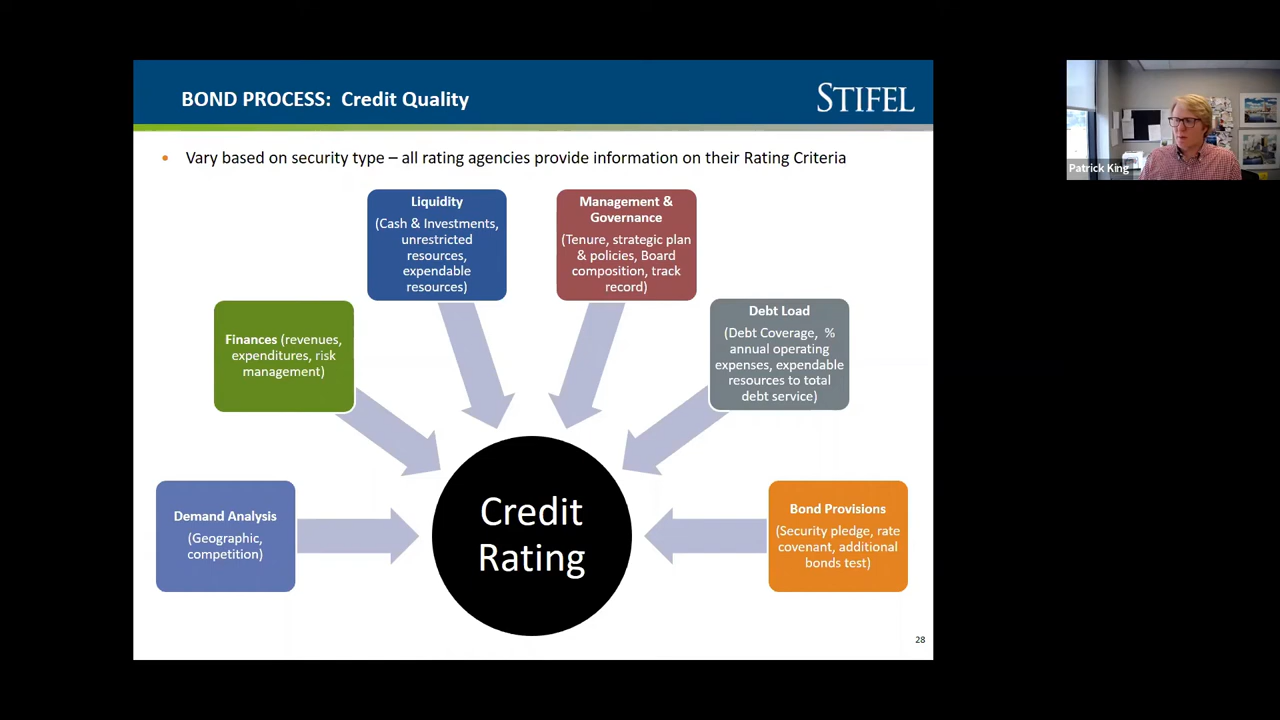 BOND PROCESS: Credit Quality
STIFEL
• Vary based on security type – all rating agencies provide information on their Rating Criteria
Liquidity
(Cash & Investments,
unrestricted
resources,
expendable
resources)
Management &
Governance
(Tenure, strategic plan
& policies, Board
composition, track
record)
Finances (revenues,
expenditures, risk
management)
Debt Load
(Debt Coverage, %
annual operating
expenses, expendable
resources to total
debt service)
Demand Analysis
(Geographic,
competition)
Credit
Rating
Bond Provisions
(Security pledge, rate
covenant, additional
bonds test)
28
Patrick King